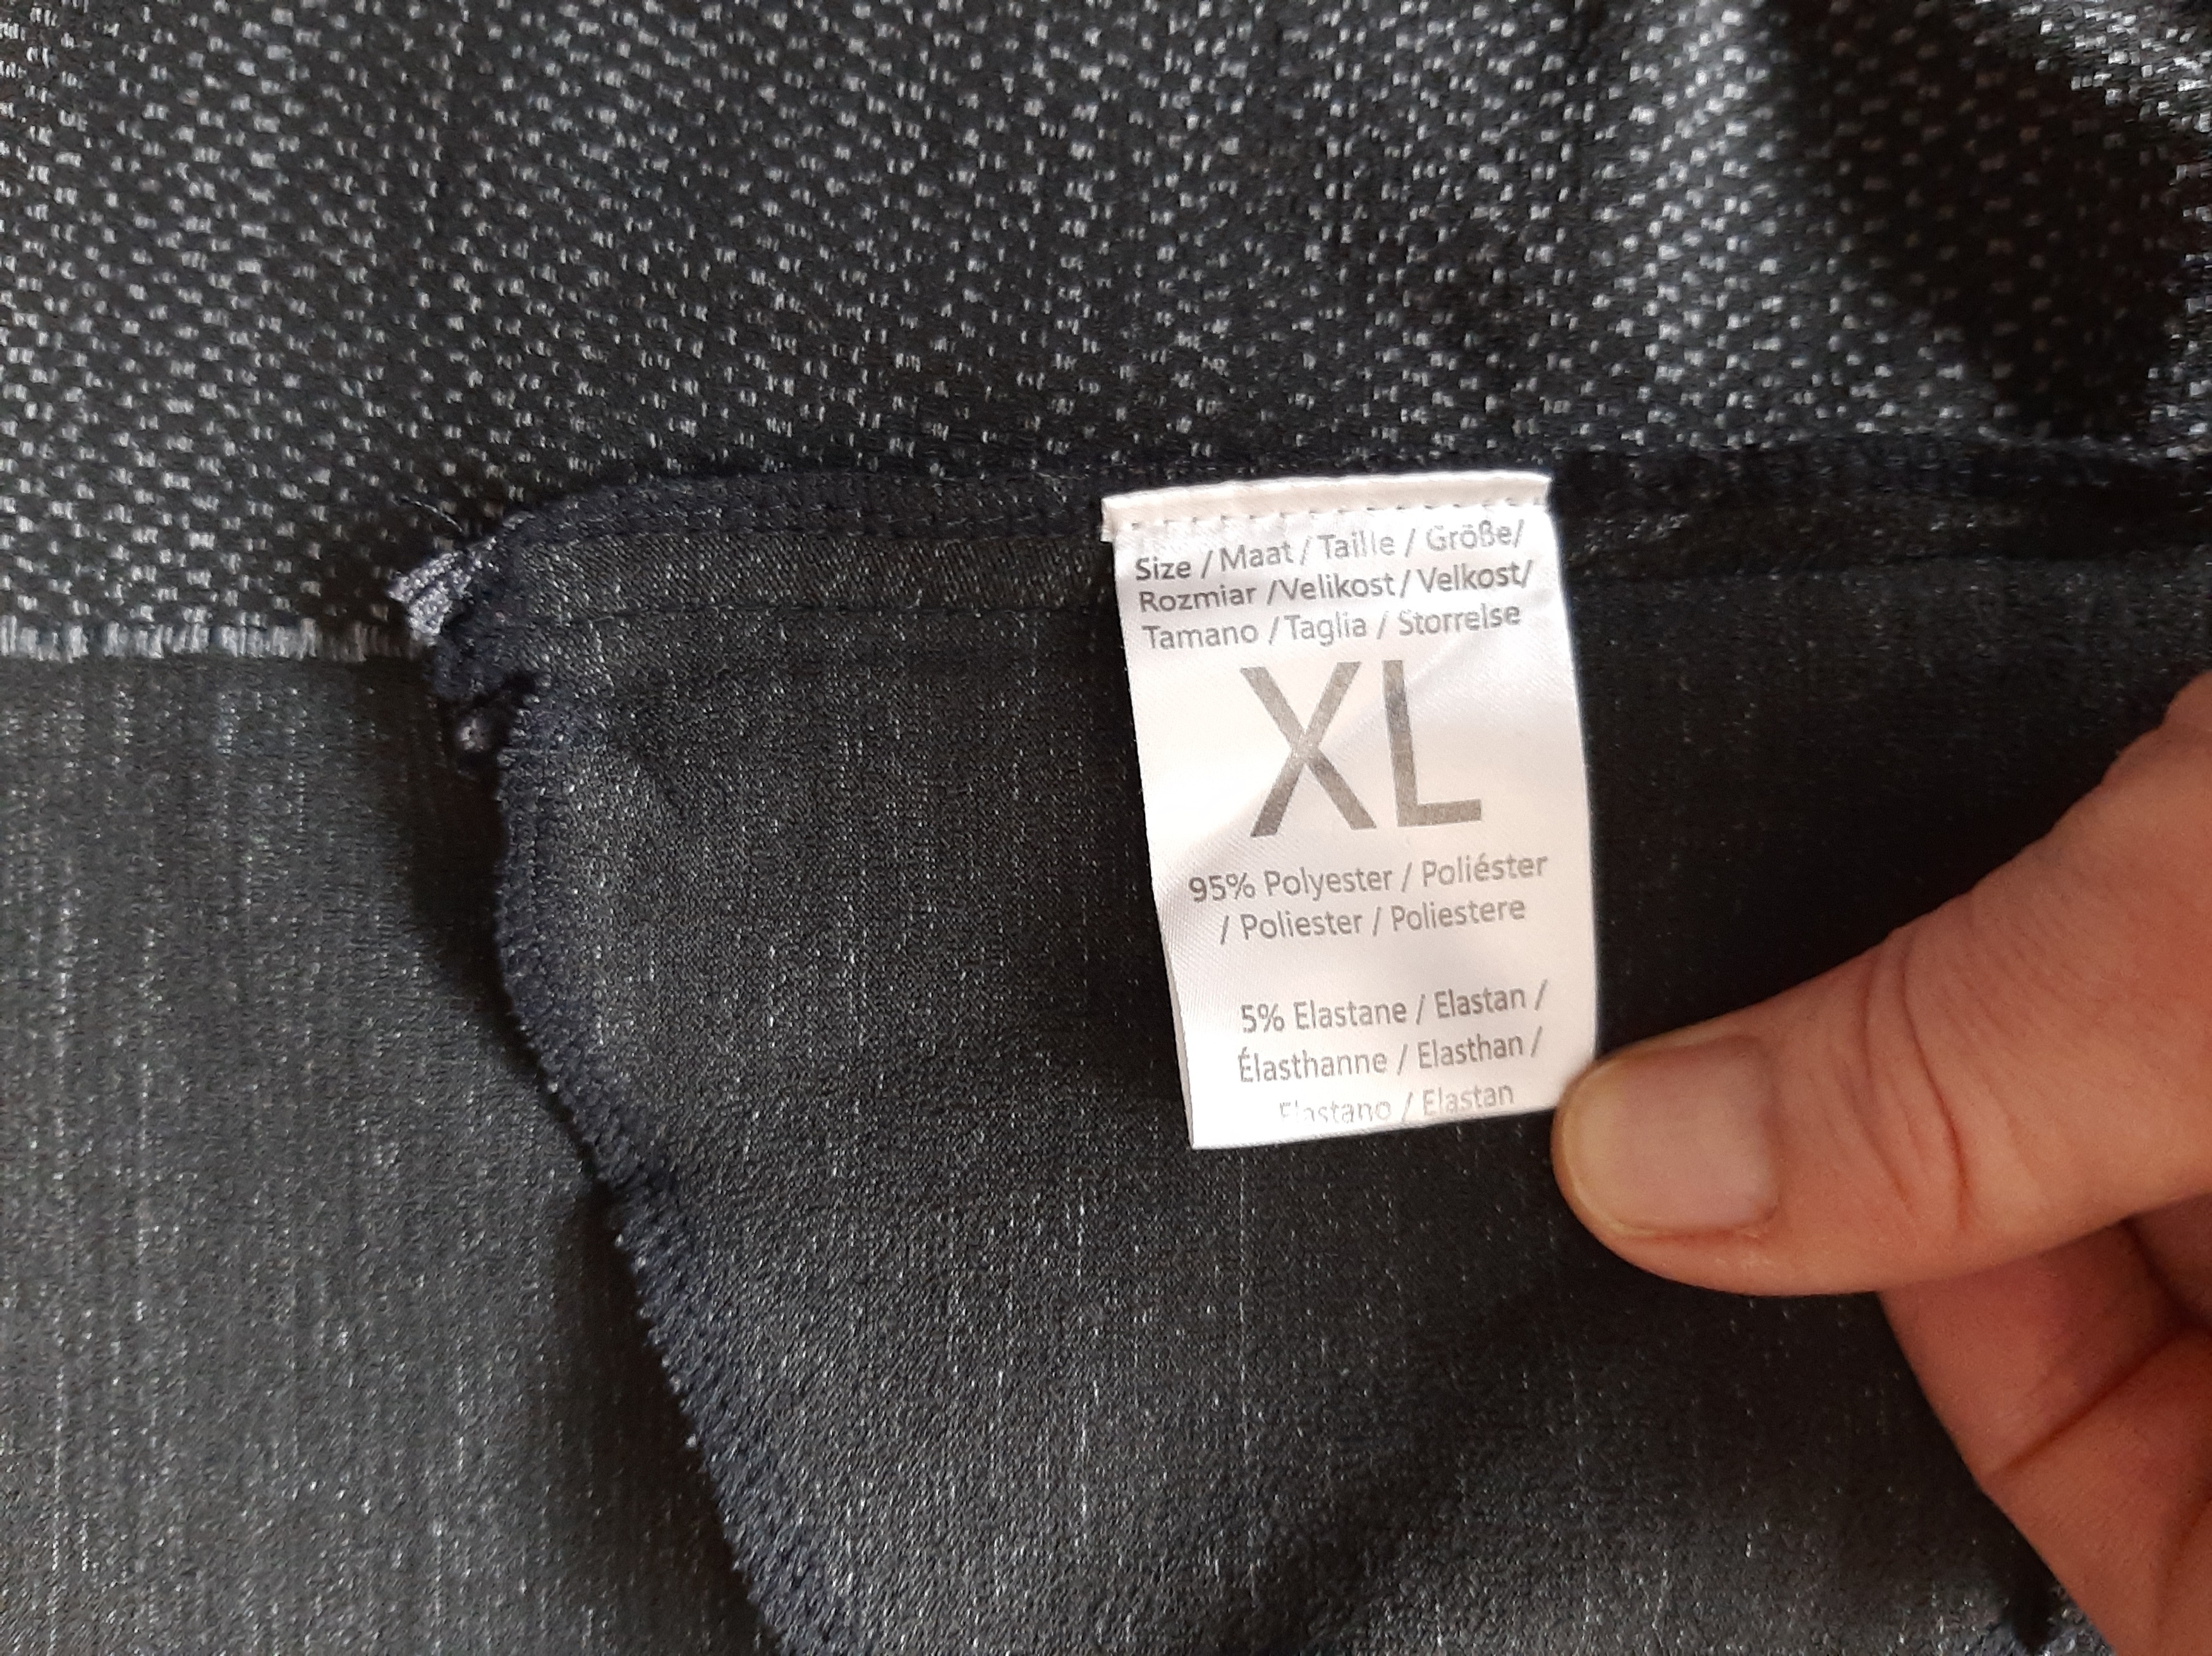 Size / Maat / Taille / Größe/
Rozmiar /Velikost / Velkost/
Tamano / Taglia / Storrelse
XL
95% Polyester / Poliéster
/ Poliester / Poliestere
5% Elastane / Elastan /
Élasthanne / Elasthan /
Elastano / Elastan